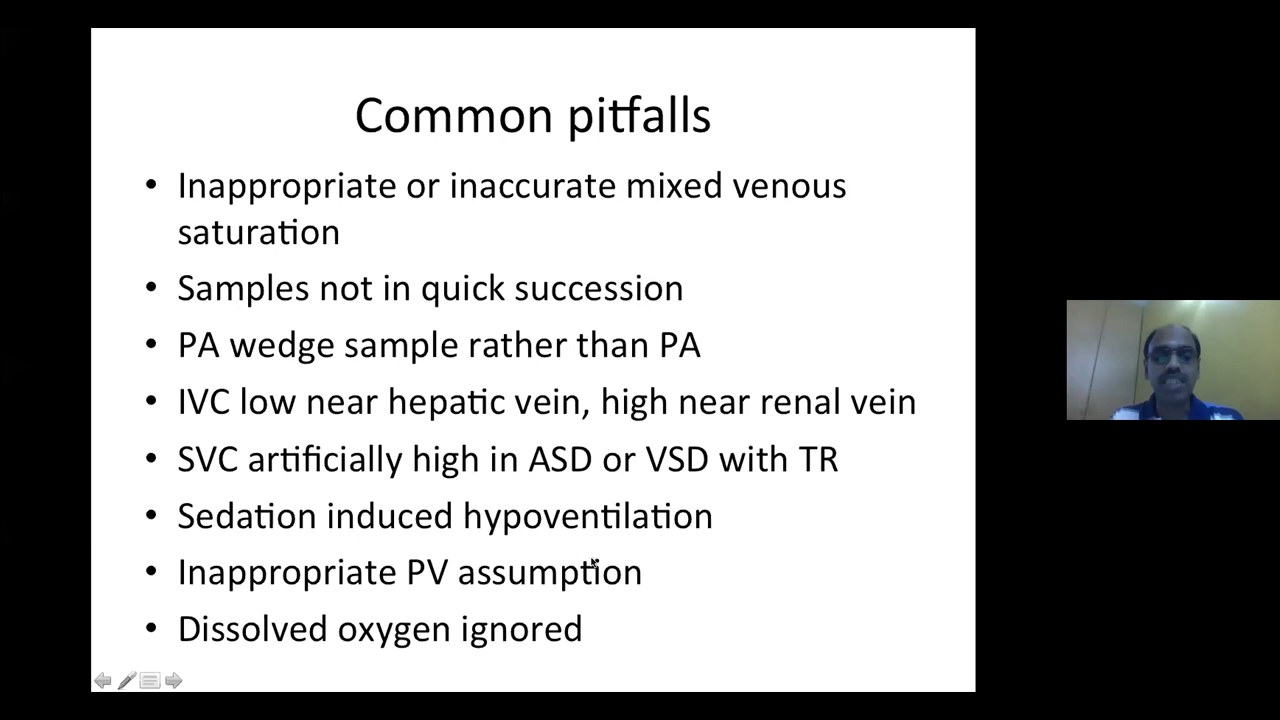 Common pitfalls
• Inappropriate or inaccurate mixed venous
saturation
• Samples not in quick succession
• PA wedge sample rather than PA
• IVC low near hepatic vein, high near renal vein
• SVC artificially high in ASD or VSD with TR
• Sedation induced hypoventilation
• Inappropriate PV assumption
• Dissolved oxygen ignored